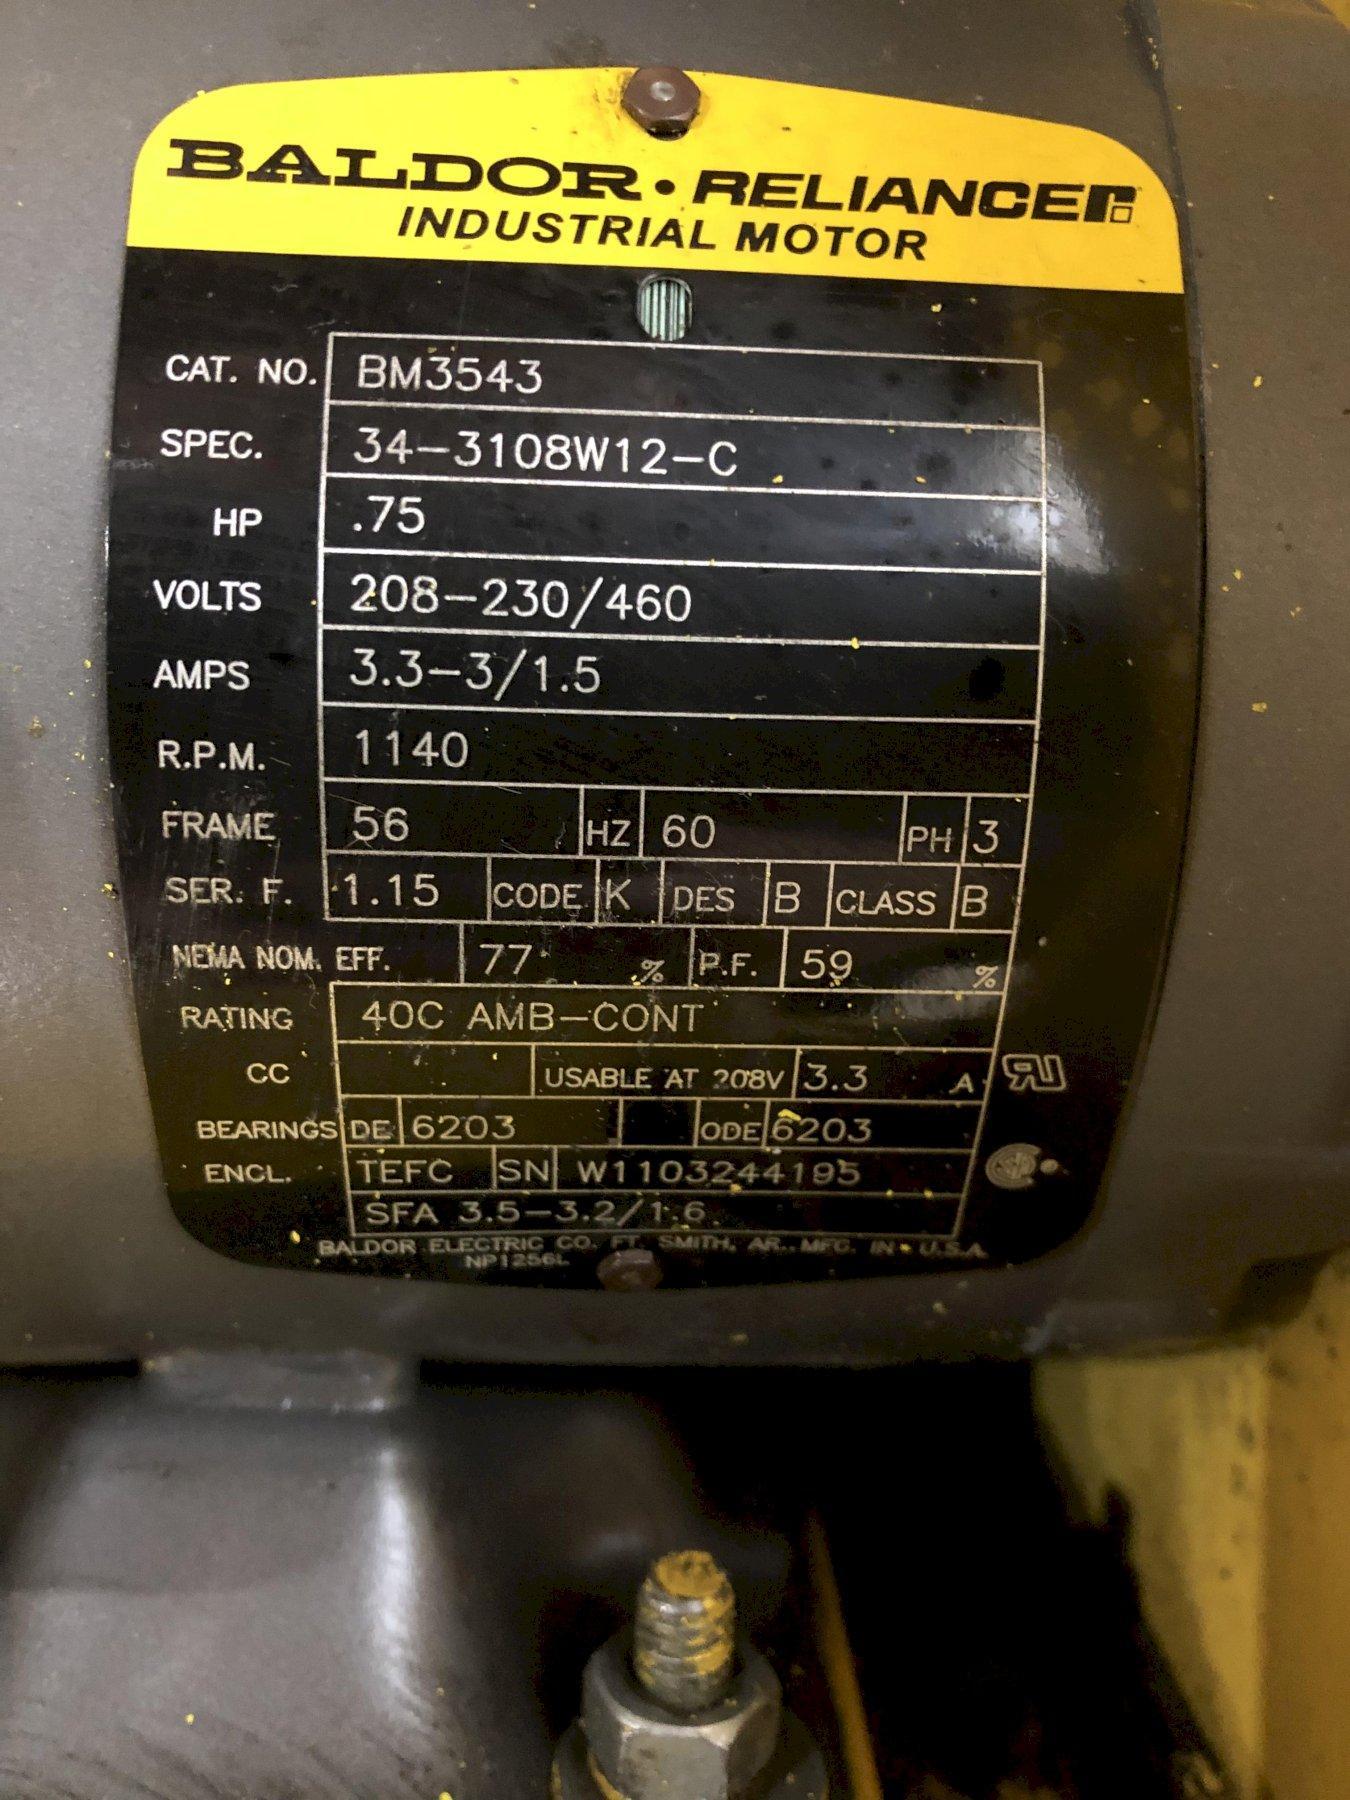 BALDOR • RELIANCE
INDUSTRIAL MOTOR
CAT. NO. BM3543
SPEC. 34-3108W12-C
HP .75
VOLTS 208-230/460
AMPS 3.3-3/1.5
R.P.M. 1140
FRAME 56 HZ 60 PH 3
SER. F. 1.15 CODE K DES B CLASS B
NEMA NOM. EFF. 77 % P.F. 59 %
RATING 40C AMB-CONT
CC USABLE AT 208V 3.3 A
BEARINGS DE 6203 ODE 6203
ENCL. TEFC SN W1103244195
SFA 3.5-3.2/1.6
BALDOR ELECTRIC CO. FT. SMITH, AR. MFG. IN U.S.A.
NP1256L